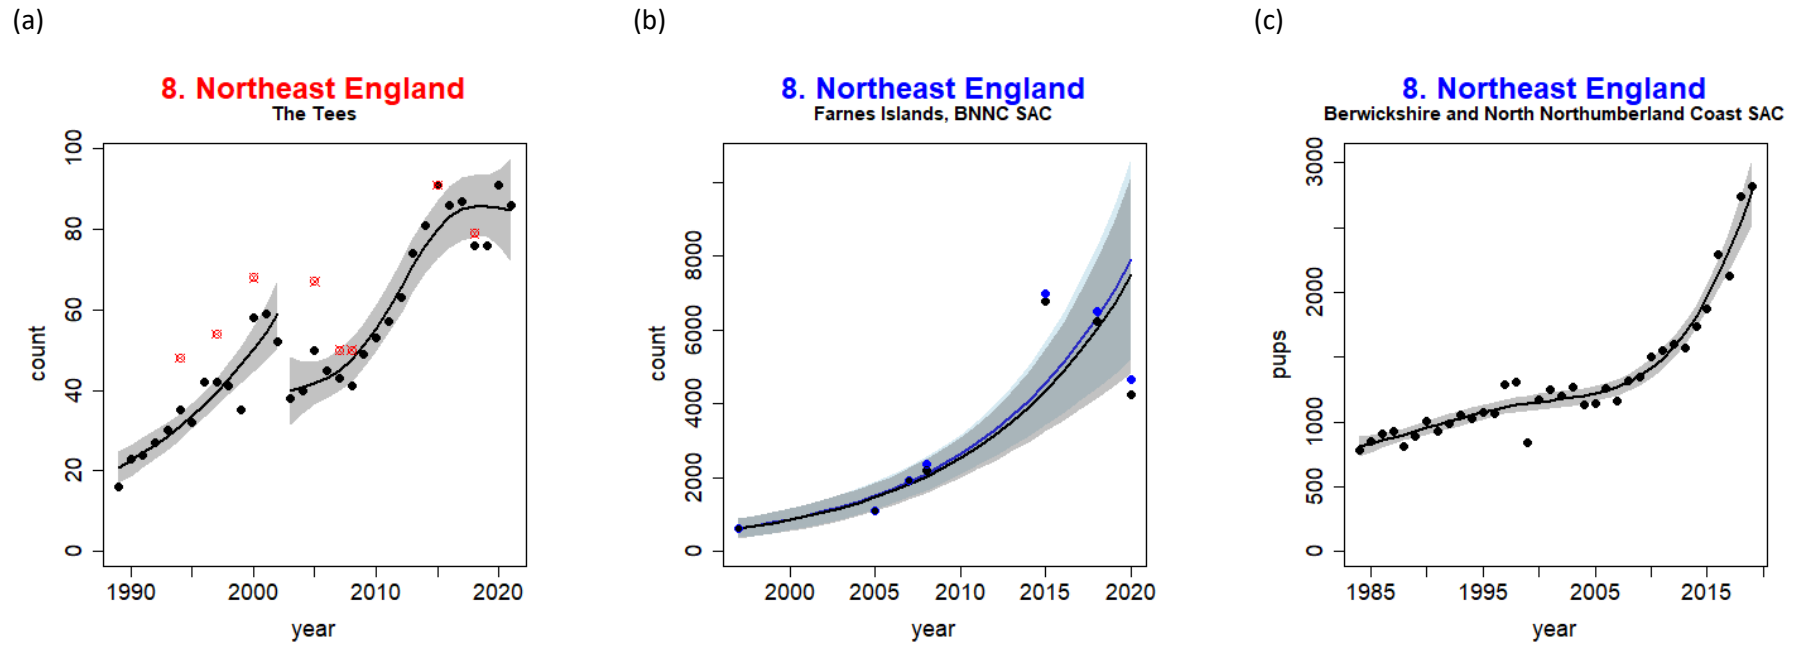 (a)
(b)
(c)
8. Northeast England
The Tees
8. Northeast England
Farnes Islands, BNNC SAC
8. Northeast England
Berwickshire and North Northumberland Coast SAC
100
80
60
40
20
0
count
1990
2000
2010
2020
year
8000
6000
4000
2000
0
count
2000
2005
2010
2015
2020
year
3000
2000
1000
500
0
pups
1985
1995
2005
2015
year